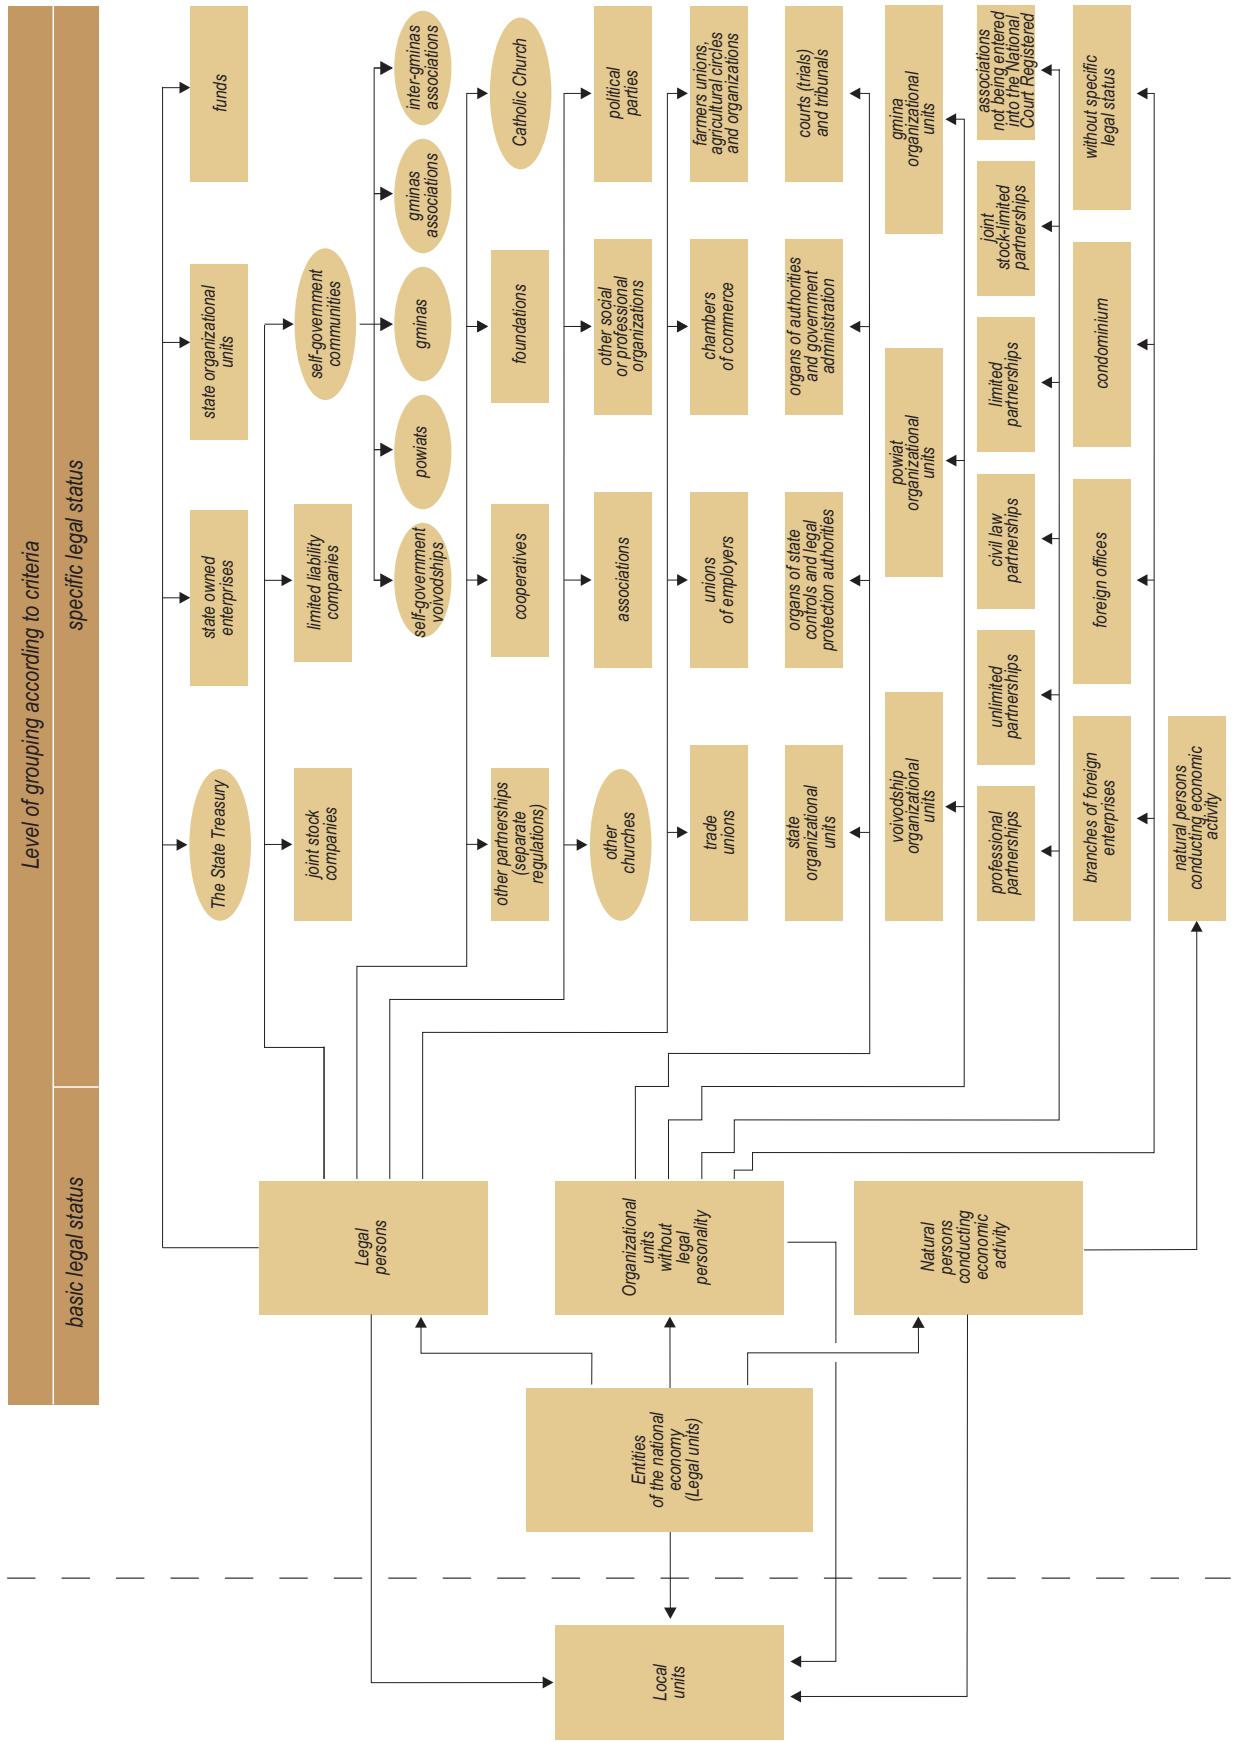 Level of grouping according to criteria
basic legal status
specific legal status
The State Treasury
state owned
enterprises
state organizational
units
funds
joint stock
companies
limited liability
companies
self-government
communities
self-government
voivodships
powiats
gminas
gminas
associations
inter-gminas
associations
other partnerships
(separate
regulations)
cooperatives
foundations
Catholic Church
other
churches
associations
other social
or professional
organizations
political
parties
trade
unions
unions
of employers
chambers
of commerce
farmers unions,
agricultural circles
and organizations
state
organizational
units
organs of state
controls and legal
protection authorities
organs of authorities
and government
administration
courts (trials)
and tribunals
voivodship
organizational
units
powiat
organizational
units
gmina
organizational
units
professional
partnerships
unlimited
partnerships
civil law
partnerships
limited
partnerships
joint
stock-limited
partnerships
associations
not being entered
into the National
Court Registered
branches of foreign
enterprises
foreign offices
condominium
without specific
legal status
natural persons
conducting economic
activity
Legal
persons
Organizational
units
without
legal
personality
Natural
persons
conducting
economic
activity
Entities
of the national
economy
(Legal units)
Local
units